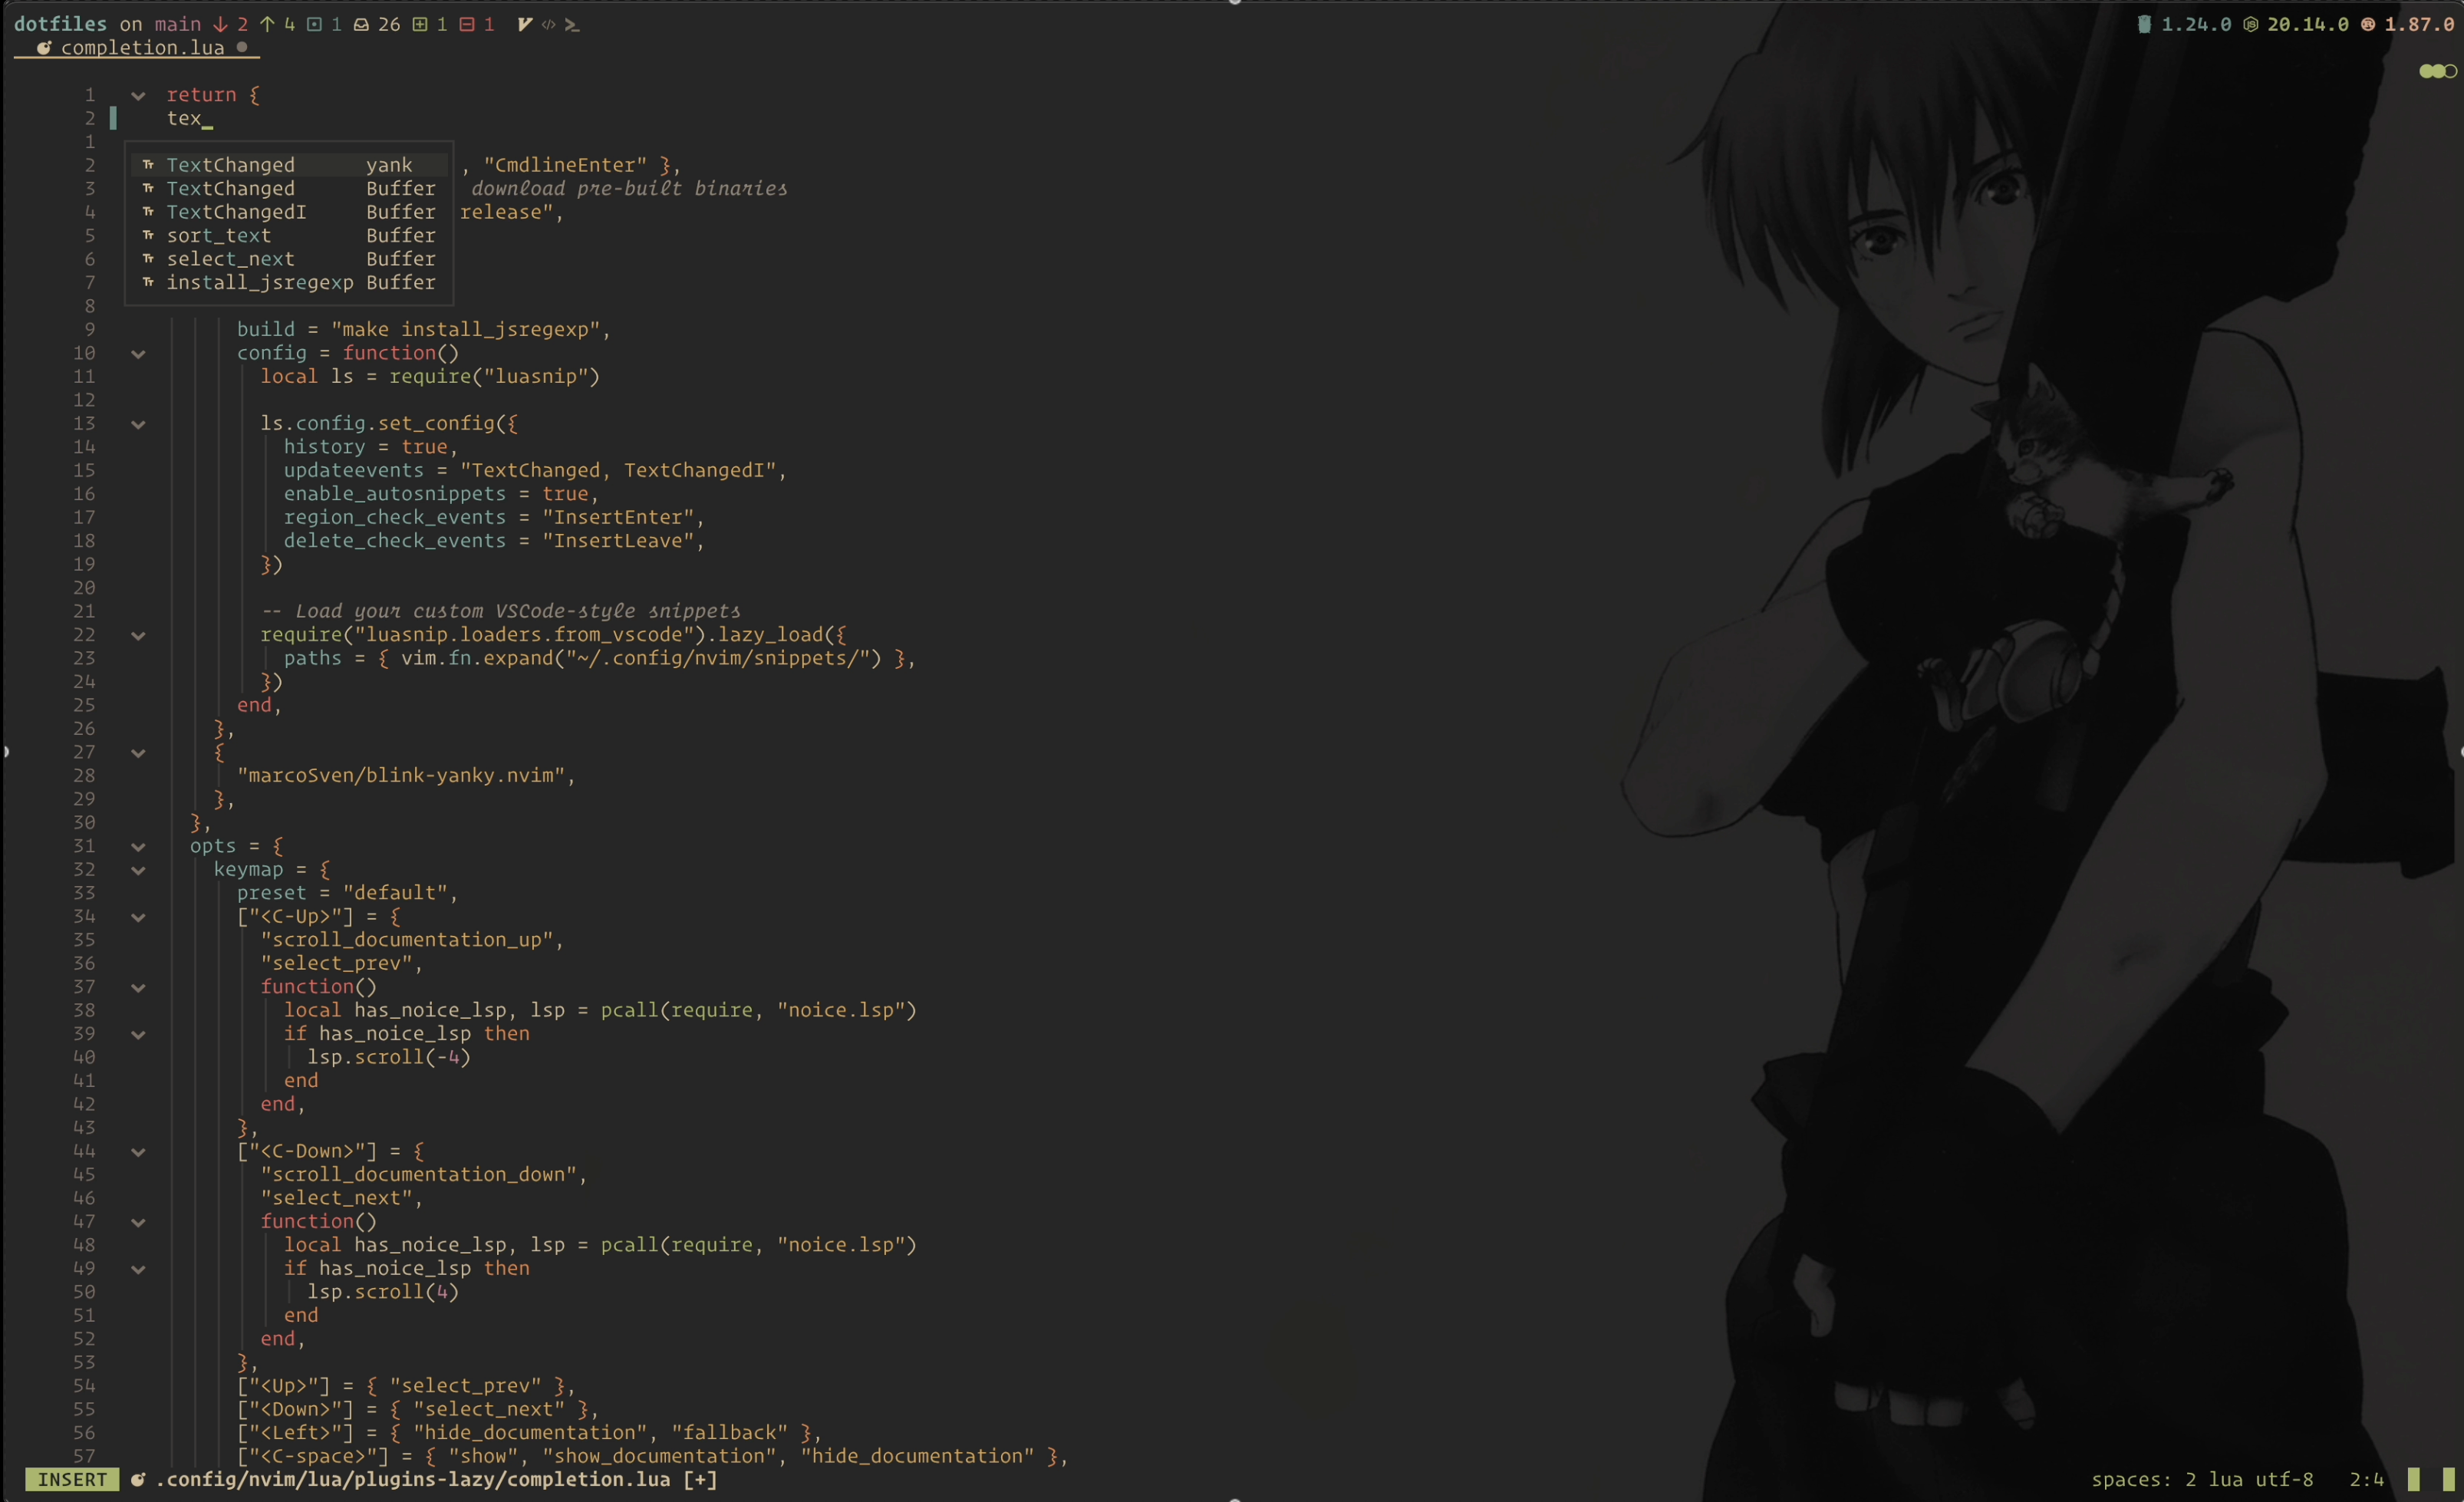 dotfiles on main ↓ 2 ↑ 4 1 26 1 1 1.24.0 20.14.0 1.87.0
completion.lua ●
1 return {
2 tex_
1
2 TextChanged yank , "CmdlineEnter" },
3 TextChanged Buffer download pre-built binaries
4 TextChangedI Buffer release",
5 sort_text Buffer
6 select_next Buffer
7 install_jsregexp Buffer
8
9 build = "make install_jsregexp",
10 config = function()
11 local ls = require("luasnip")
12
13 ls.config.set_config({
14 history = true,
15 updateevents = "TextChanged, TextChangedI",
16 enable_autosnippets = true,
17 region_check_events = "InsertEnter",
18 delete_check_events = "InsertLeave",
19 })
20
21 -- Load your custom VSCode-style snippets
22 require("luasnip.loaders.from_vscode").lazy_load({
23 paths = { vim.fn.expand("~/.config/nvim/snippets/") },
24 })
25 end,
26 },
27 {
28 "marcoSven/blink-yanky.nvim",
29 },
30 },
31 opts = {
32 keymap = {
33 preset = "default",
34 ["<C-Up>"] = {
35 "scroll_documentation_up",
36 "select_prev",
37 function()
38 local has_noice_lsp, lsp = pcall(require, "noice.lsp")
39 if has_noice_lsp then
40 lsp.scroll(-4)
41 end
42 end,
43 },
44 ["<C-Down>"] = {
45 "scroll_documentation_down",
46 "select_next",
47 function()
48 local has_noice_lsp, lsp = pcall(require, "noice.lsp")
49 if has_noice_lsp then
50 lsp.scroll(4)
51 end
52 end,
53 },
54 ["<Up>"] = { "select_prev" },
55 ["<Down>"] = { "select_next" },
56 ["<Left>"] = { "hide_documentation", "fallback" },
57 ["<C-space>"] = { "show", "show_documentation", "hide_documentation" },
INSERT .config/nvim/lua/plugins-lazy/completion.lua [+] spaces: 2 lua utf-8 2:4